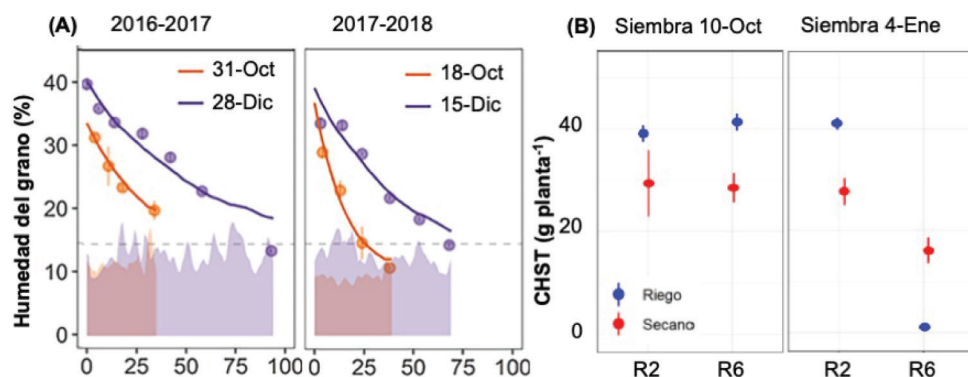 (A) 2016-2017 2017-2018
Humedad del grano (%)
40
30
20
10
0
31-Oct
28-Dic
18-Oct
15-Dic
0 25 50 75 100
0 25 50 75 100
(B) Siembra 10-Oct Siembra 4-Ene
CHST (g planta-1)
40
20
0
Riego
Secano
R2 R6 R2 R6